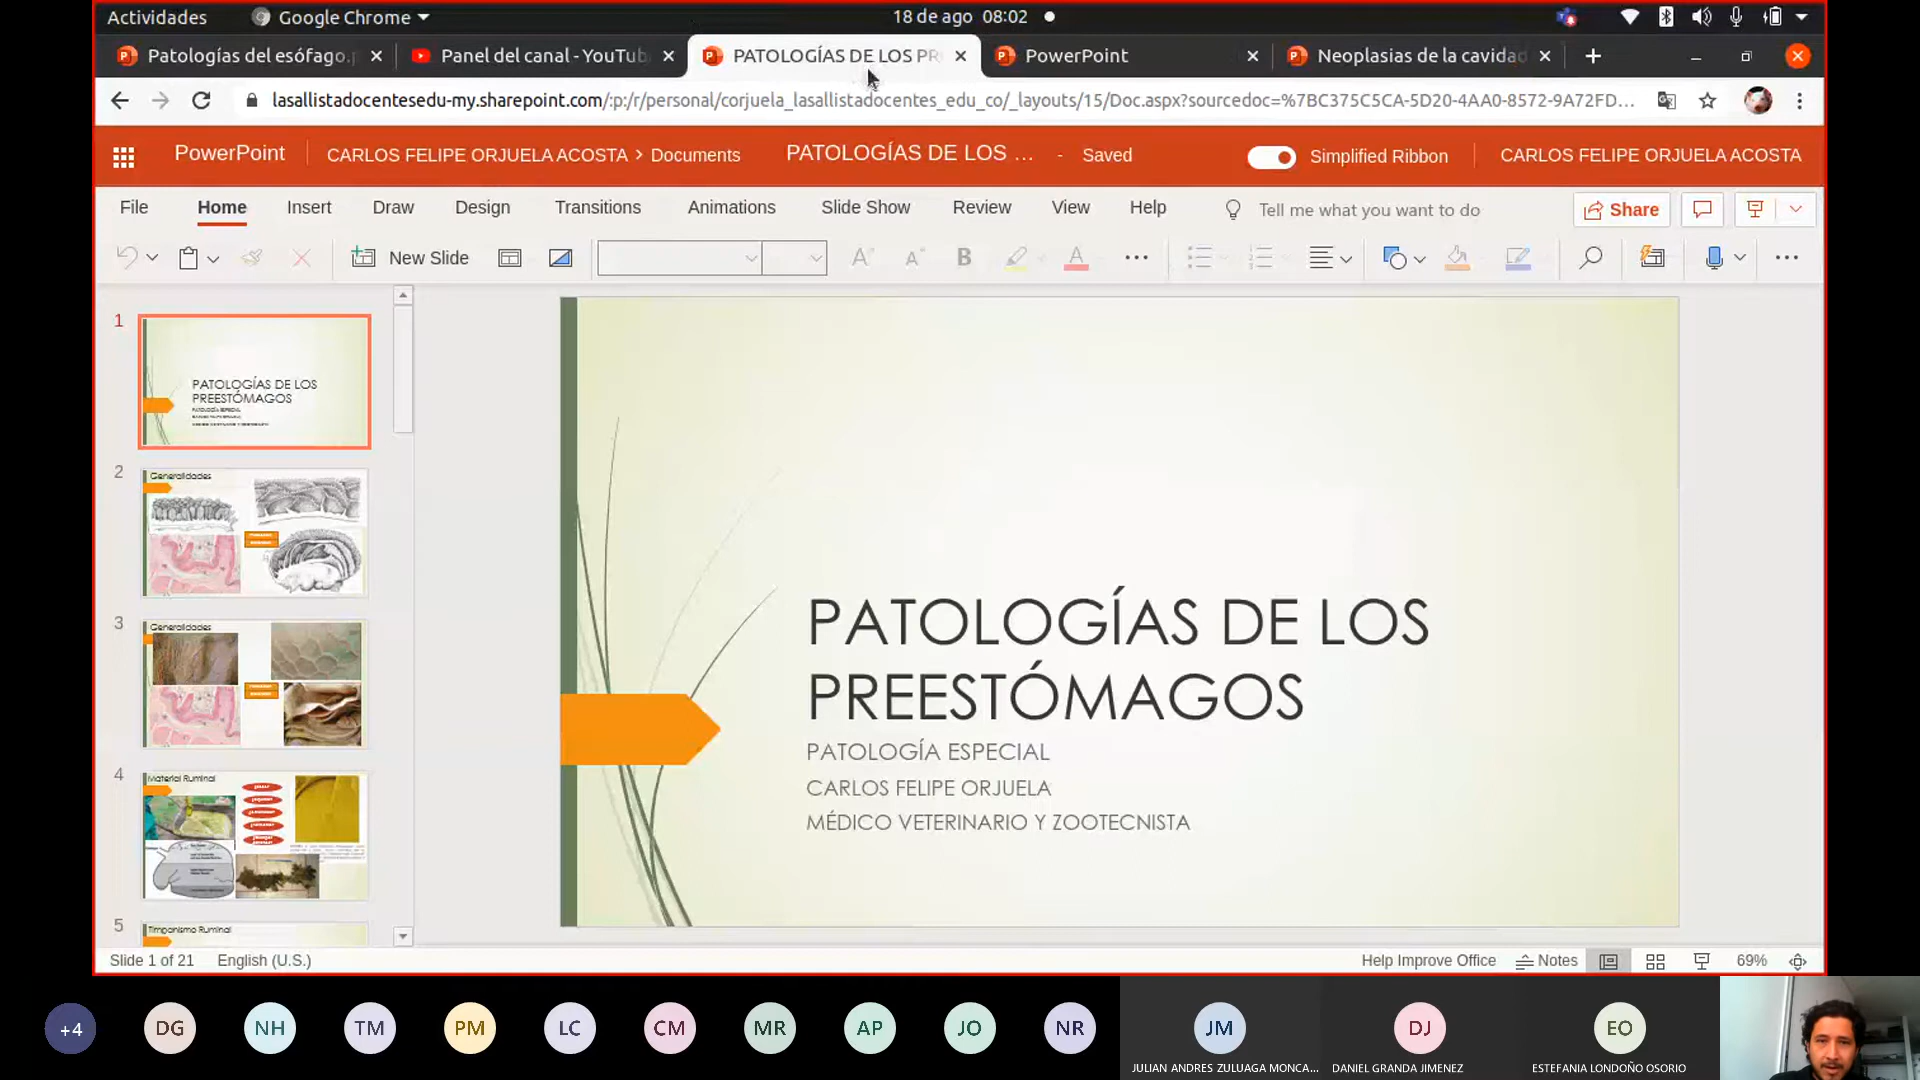 Actividades Google Chrome 18 de ago 08:02
Patologías del esófago.p Panel del canal - YouTub PATOLOGÍAS DE LOS PR PowerPoint Neoplasias de la cavidad
lasallistadocentesedu-my.sharepoint.com/:p:/r/personal/corjuela_lasallistadocentes_edu_co/_layouts/15/Doc.aspx?sourcedoc=%7BC375C5CA-5D20-4AA0-8572-9A72FD...
PowerPoint CARLOS FELIPE ORJUELA ACOSTA > Documents PATOLOGÍAS DE LOS ... - Saved Simplified Ribbon CARLOS FELIPE ORJUELA ACOSTA
File Home Insert Draw Design Transitions Animations Slide Show Review View Help Tell me what you want to do Share
New Slide
1
PATOLOGÍAS DE LOS
PREESTÓMAGOS
PATOLOGÍA ESPECIAL
2
Generalidades
3
Generalidades
4
Material Ruminal
5
Timpanismo Ruminal
PATOLOGÍAS DE LOS
PREESTÓMAGOS
PATOLOGÍA ESPECIAL
CARLOS FELIPE ORJUELA
MÉDICO VETERINARIO Y ZOOTECNISTA
Slide 1 of 21 English (U.S.) Help Improve Office Notes 69%
+4 DG NH TM PM LC CM MR AP JO NR JM DJ EO
JULIAN ANDRES ZULUAGA MONCA... DANIEL GRANDA JIMENEZ ESTEFANIA LONDOÑO OSORIO